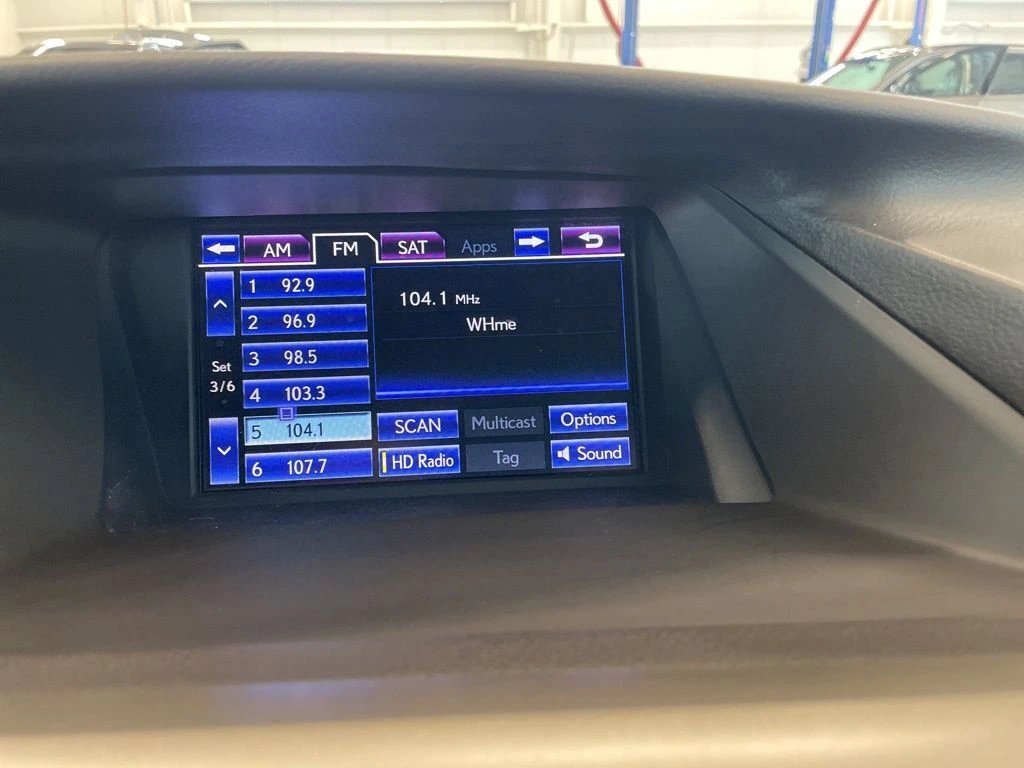 AM FM SAT Apps
1 92.9
2 96.9
3 98.5
4 103.3
5 104.1
6 107.7
Set
3/6
104.1 MHz
WHme
SCAN Multicast Options
HD Radio Tag Sound